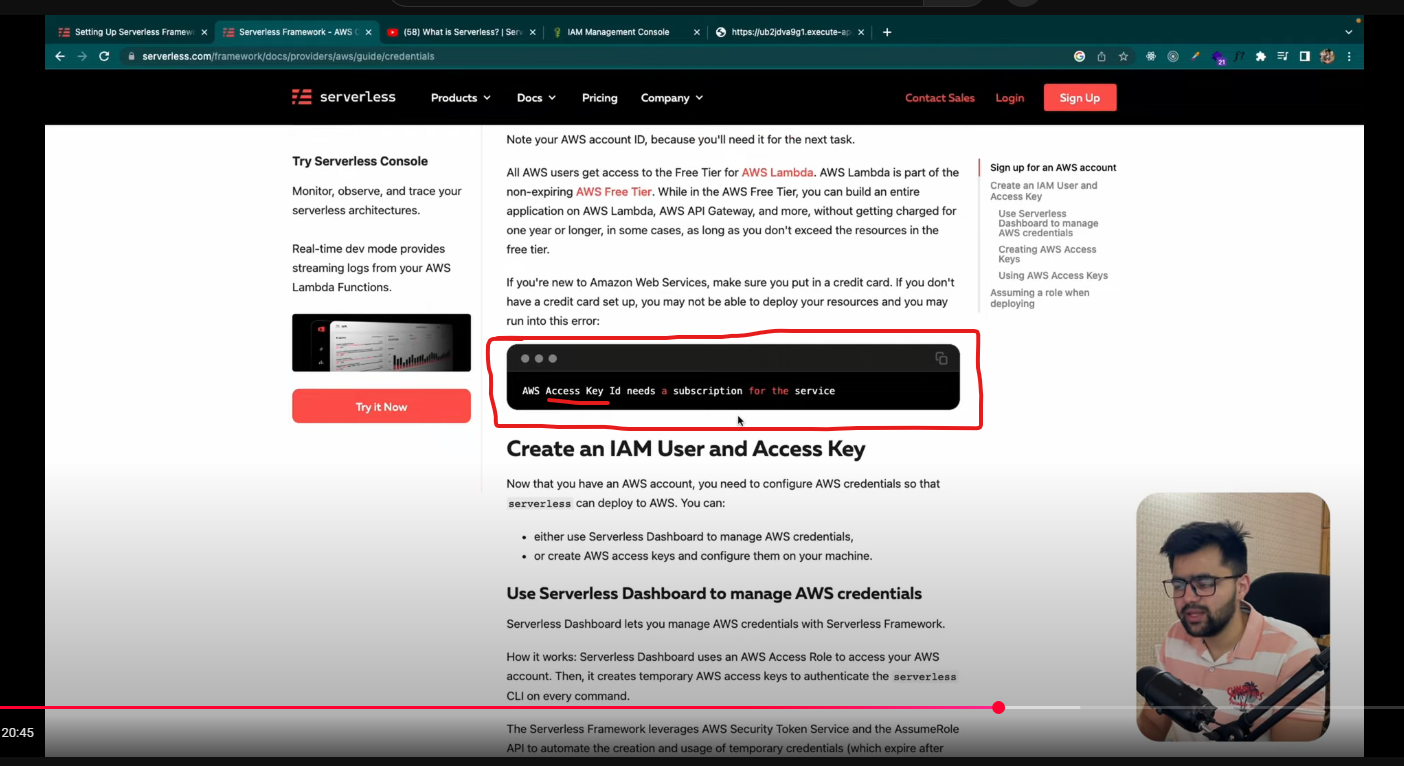 Setting Up Serverless Framew
Serverless Framework - AWS C
(58) What is Serverless? | Serv
IAM Management Console
https://ub2jdva9g1.execute-ap
serverless.com/framework/docs/providers/aws/guide/credentials
21
serverless
Products
Docs
Pricing
Company
Contact Sales
Login
Sign Up
Try Serverless Console
Monitor, observe, and trace your
serverless architectures.
Real-time dev mode provides
streaming logs from your AWS
Lambda Functions.
Try it Now
Note your AWS account ID, because you'll need it for the next task.
All AWS users get access to the Free Tier for AWS Lambda. AWS Lambda is part of the
non-expiring AWS Free Tier. While in the AWS Free Tier, you can build an entire
application on AWS Lambda, AWS API Gateway, and more, without getting charged for
one year or longer, in some cases, as long as you don't exceed the resources in the
free tier.
If you're new to Amazon Web Services, make sure you put in a credit card. If you don't
have a credit card set up, you may not be able to deploy your resources and you may
run into this error:
AWS Access Key Id needs a subscription for the service
Create an IAM User and Access Key
Now that you have an AWS account, you need to configure AWS credentials so that
serverless can deploy to AWS. You can:
• either use Serverless Dashboard to manage AWS credentials,
• or create AWS access keys and configure them on your machine.
Use Serverless Dashboard to manage AWS credentials
Serverless Dashboard lets you manage AWS credentials with Serverless Framework.
How it works: Serverless Dashboard uses an AWS Access Role to access your AWS
account. Then, it creates temporary AWS access keys to authenticate the serverless
CLI on every command.
The Serverless Framework leverages AWS Security Token Service and the AssumeRole
API to automate the creation and usage of temporary credentials (which expire after
Sign up for an AWS account
Create an IAM User and
Access Key
Use Serverless
Dashboard to manage
AWS credentials
Creating AWS Access
Keys
Using AWS Access Keys
Assuming a role when
deploying
20:45